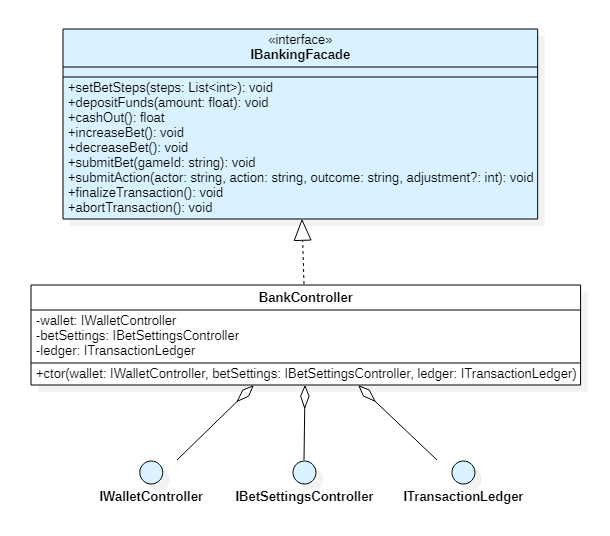 «interface»
IBankingFacade
+setBetSteps(steps: List<int>): void
+depositFunds(amount: float): void
+cashOut(): float
+increaseBet(): void
+decreaseBet(): void
+submitBet(gameId: string): void
+submitAction(actor: string, action: string, outcome: string, adjustment?: int): void
+finalizeTransaction(): void
+abortTransaction(): void
BankController
-wallet: IWalletController
-betSettings: IBetSettingsController
-ledger: ITransactionLedger
+ctor(wallet: IWalletController, betSettings: IBetSettingsController, ledger: ITransactionLedger)
IWalletController
IBetSettingsController
ITransactionLedger